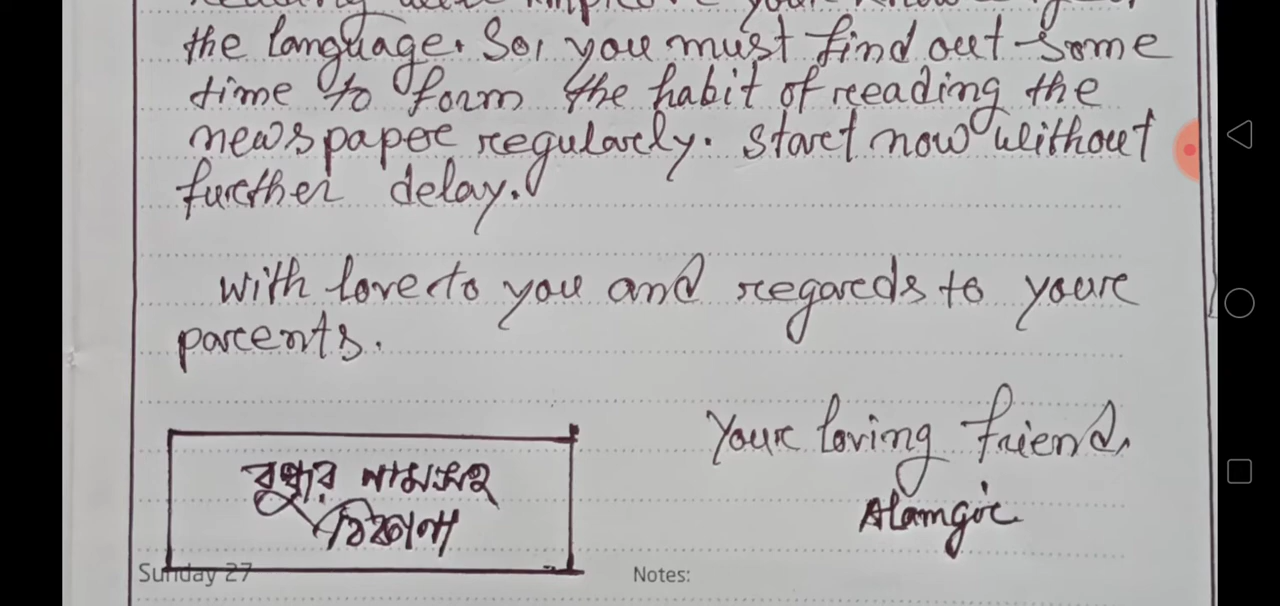 the language. So, you must find out some
time to form the habit of reading the
newspaper regularly. Start now without
further delay.
With love to you and regards to your
parents.
Your loving friend,
Alamgir
বন্ধুর নামসহ
ঠিকানা
Sunday 27
Notes: